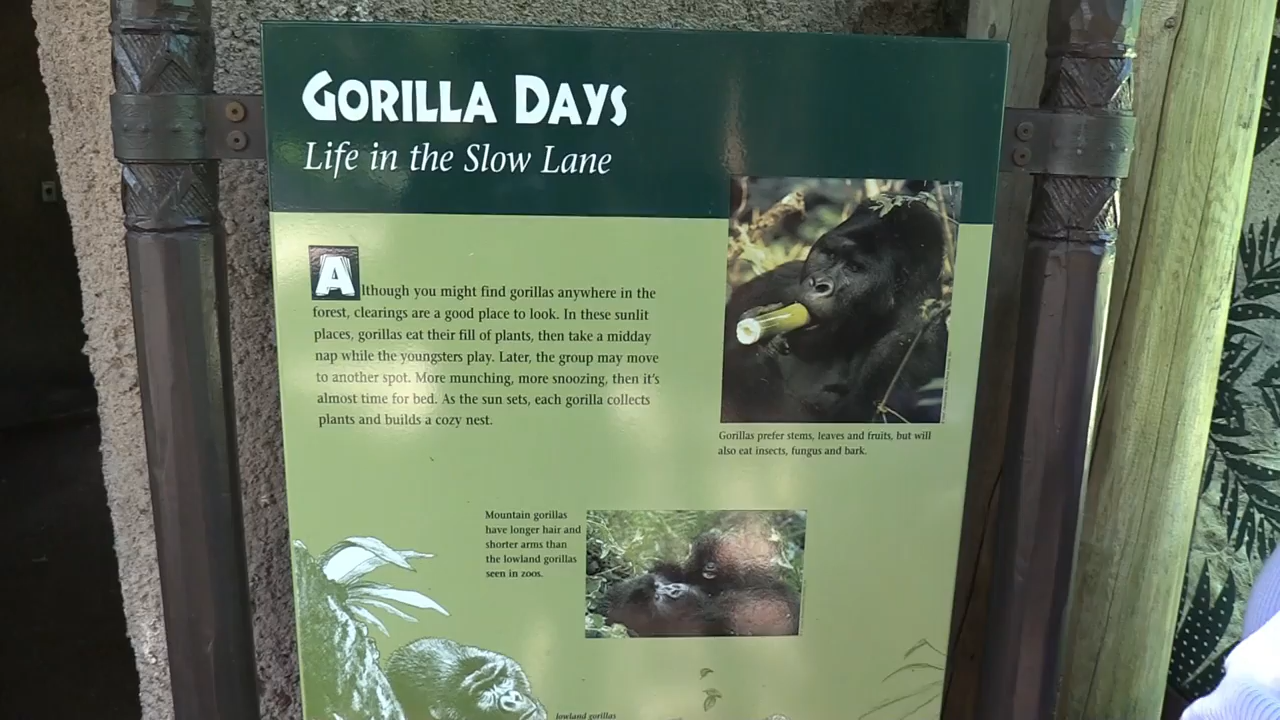 GORILLA DAYS
Life in the Slow Lane
Although you might find gorillas anywhere in the
forest, clearings are a good place to look. In these sunlit
places, gorillas eat their fill of plants, then take a midday
nap while the youngsters play. Later, the group may move
to another spot. More munching, more snoozing, then it's
almost time for bed. As the sun sets, each gorilla collects
plants and builds a cozy nest.
Gorillas prefer stems, leaves and fruits, but will
also eat insects, fungus and bark.
Mountain gorillas
have longer hair and
shorter arms than
the lowland gorillas
seen in zoos.
lowland gorillas